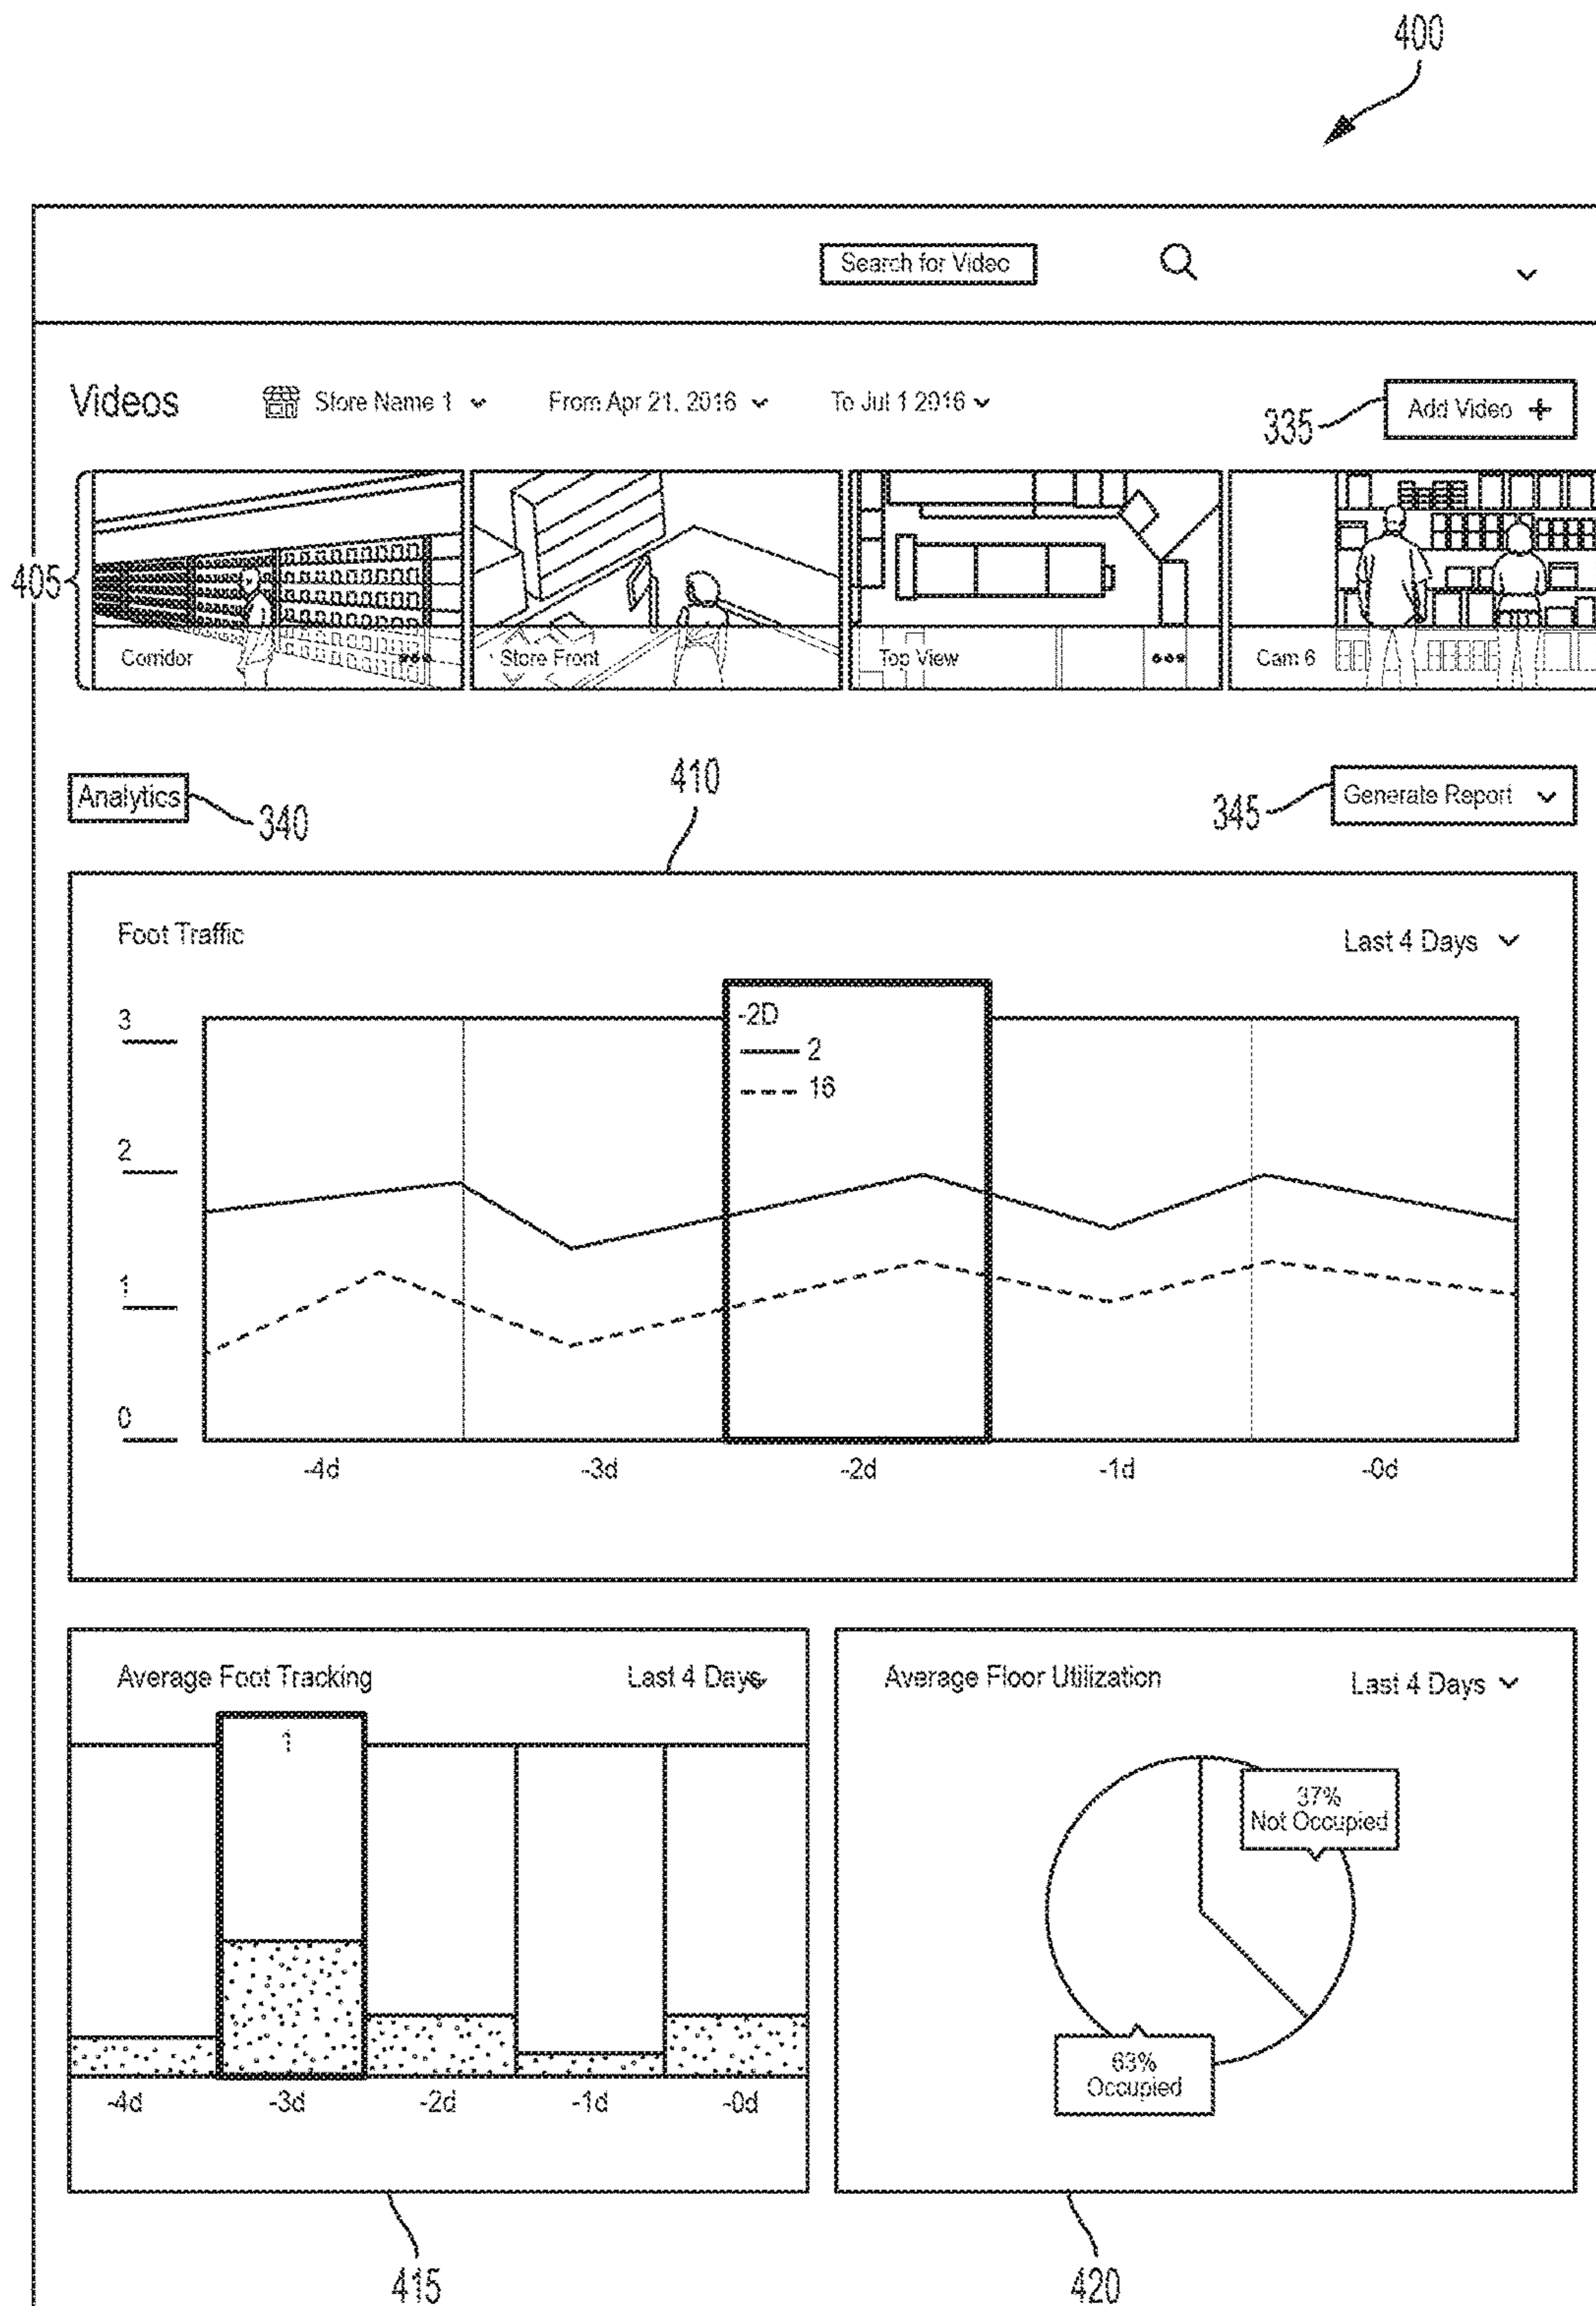 400
Search for Video
Videos
Store Name 1
From Apr 21, 2016
To Jul 1 2016
335
Add Video +
405
Corridor
Store Front
Top View
Cam 6
Analytics
340
410
345
Generate Report
Foot Traffic
Last 4 Days
3
2
1
0
-2D
2
16
-4d
-3d
-2d
-1d
-0d
Average Foot Tracking
Last 4 Days
1
-4d
-3d
-2d
-1d
-0d
Average Floor Utilization
Last 4 Days
37%
Not Occupied
63%
Occupied
415
420